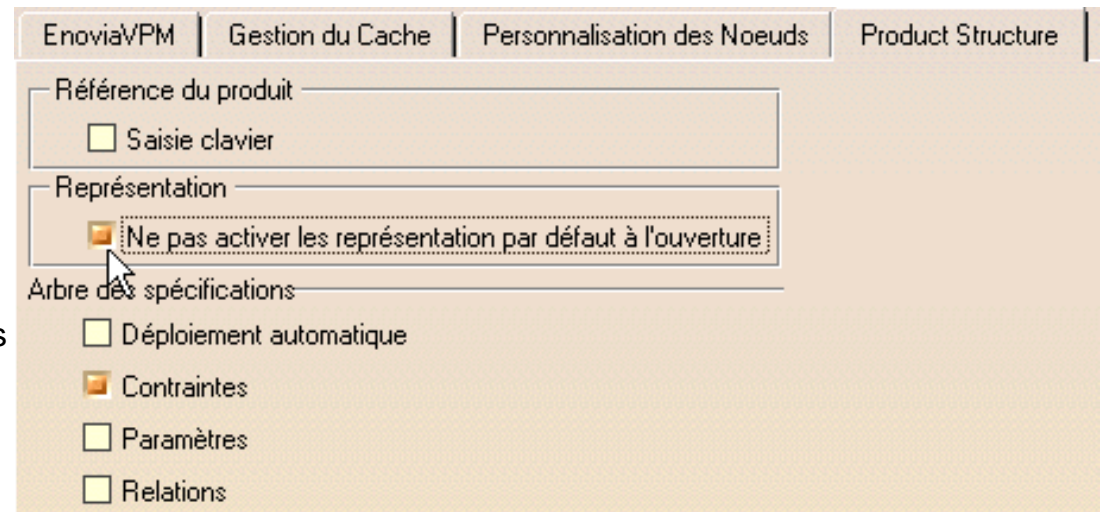 EnoviaVPM Gestion du Cache Personnalisation des Noeuds Product Structure
Référence du produit
Saisie clavier
Représentation
Ne pas activer les représentation par défaut à l'ouverture
Arbre des spécifications
s
Déploiement automatique
Contraintes
Paramètres
Relations